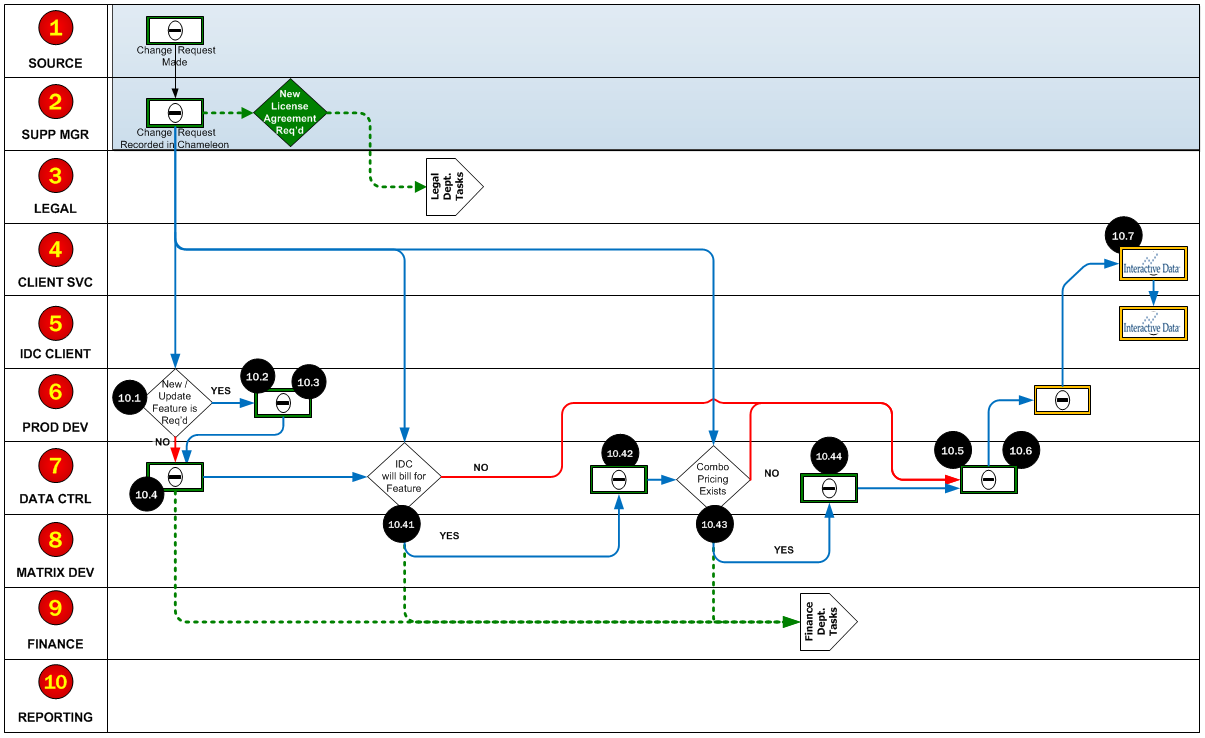 1
SOURCE
Change Request
Made
2
SUPP MGR
Change Request
Recorded in Chameleon
New
License
Agreement
Req'd
3
LEGAL
Legal
Dept.
Tasks
4
CLIENT SVC
10.7
Interactive Data
5
IDC CLIENT
Interactive Data
6
PROD DEV
10.1
New /
Update
Feature is
Req'd
YES
10.2
10.3
NO
7
DATA CTRL
10.4
IDC
will bill for
Feature
NO
10.42
Combo
Pricing
Exists
NO
10.44
10.5
10.6
8
MATRIX DEV
10.41
YES
10.43
YES
9
FINANCE
Finance
Dept.
Tasks
10
REPORTING